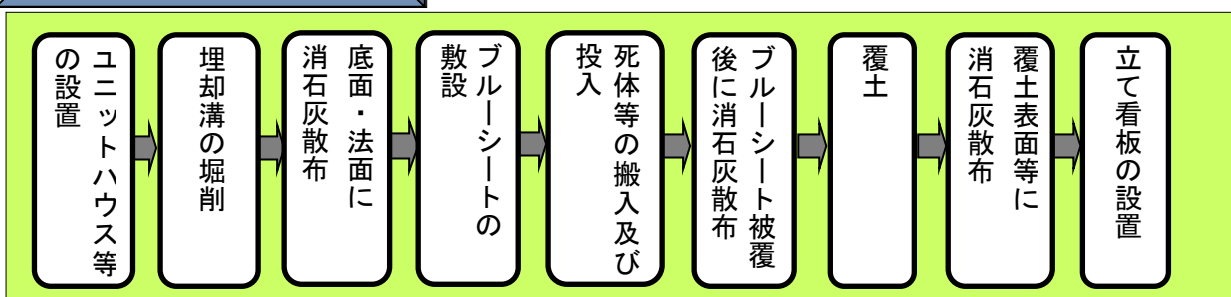 ユニットハウス等
の設置
埋却溝の堀削
底面・法面に
消石灰散布
ブルーシートの
敷設
死体等の搬入及び
投入
ブルーシート被覆
後に消石灰散布
覆土
覆土表面等に
消石灰散布
立て看板の設置